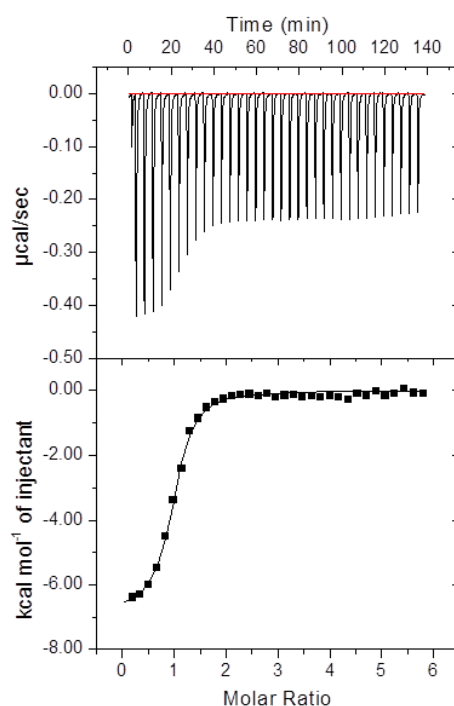 Time (min)
0 20 40 60 80 100 120 140
0.00
-0.10
-0.20
-0.30
-0.40
-0.50
µcal/sec
0.00
-2.00
-4.00
-6.00
-8.00
kcal mol⁻¹ of injectant
0 1 2 3 4 5 6
Molar Ratio